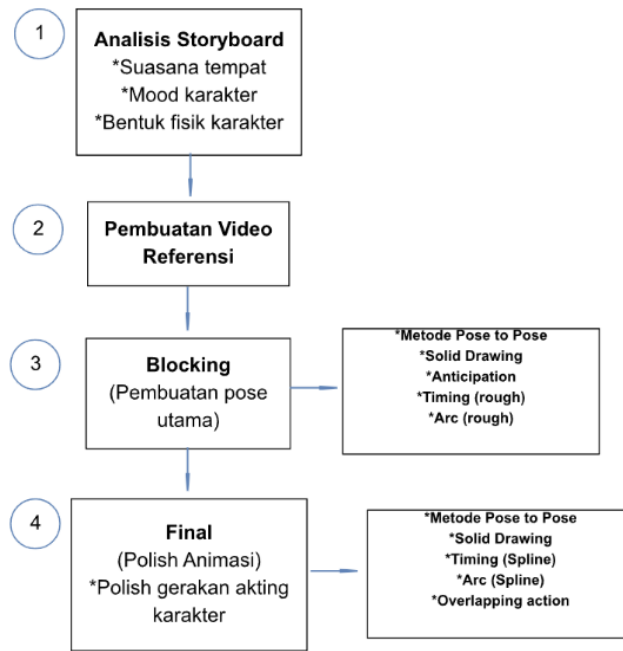 1
Analisis Storyboard
*Suasana tempat
*Mood karakter
*Bentuk fisik karakter
2
Pembuatan Video
Referensi
3
Blocking
(Pembuatan pose
utama)
*Metode Pose to Pose
*Solid Drawing
*Anticipation
*Timing (rough)
*Arc (rough)
4
Final
(Polish Animasi)
*Polish gerakan akting
karakter
*Metode Pose to Pose
*Solid Drawing
*Timing (Spline)
*Arc (Spline)
*Overlapping action